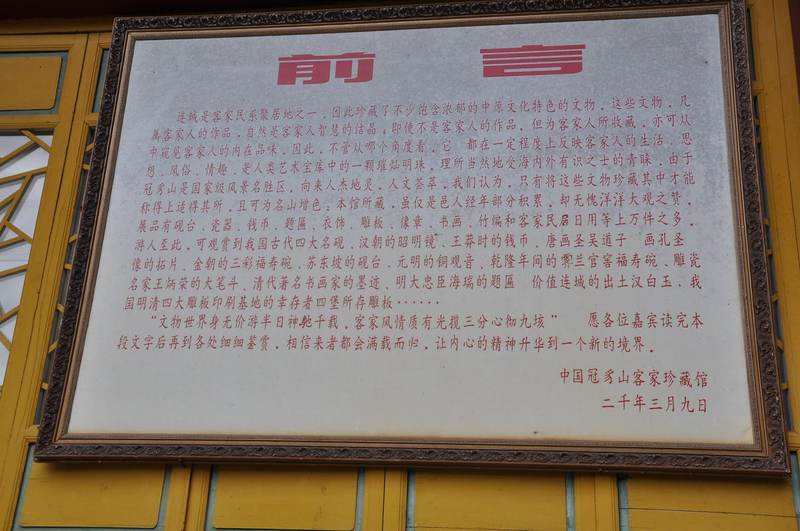 前言
连城是客家民系聚居地之一，因此珍藏了不少饱含浓郁的中原文化特色的文物，这些文物，凡
属客家人的作品，自然是客家人智慧的结晶；即使不是客家人的作品，但为客家人所收藏，亦可从
中窥见客家人的内在品味，因此，不管从哪个角度看，它 都在一定程度上反映客家人的生活、思
想、风俗、情趣，是人类艺术宝库中的一颗璀灿明珠，理所当然地受海内外有识之士的青睐．由于
冠豸山是国家级风景名胜区，向来人杰地灵，人文荟萃，我们认为，只有将这些文物珍藏其中才能
称得上适得其所，且可为名山增色，本馆所藏，虽仅是邑人经年部分积累，却无愧洋洋大观之赞，
展品有砚台、瓷器、钱币、题匾、衣饰、雕板、像章、书画、竹编和客家民居日用等上万件之多，
游人至此，可观赏到我国古代四大名砚，汉朝的昭明镜、王莽时的钱币、唐画圣吴道子 画孔圣
像的拓片、金朝的三彩福寿碗、苏东坡的砚台、元明的铜观音、乾隆年间的霁兰官窑福寿碗、雕瓷
名家王炳荣的大笔斗、清代著名书画家的墨迹、明大忠臣海瑞的题匾 价值连城的出土汉白玉、我
国明清四大雕板印刷基地的幸存者四堡所存雕板······
“文物世界身无价游半日神驰千载，客家风情质有光揽三分心彻九垓” 愿各位嘉宾读完本
段文字后再到各处细细鉴赏，相信来者都会满载而归，让内心的精神升华到一个新的境界．
中国冠豸山客家珍藏馆
二千年三月九日